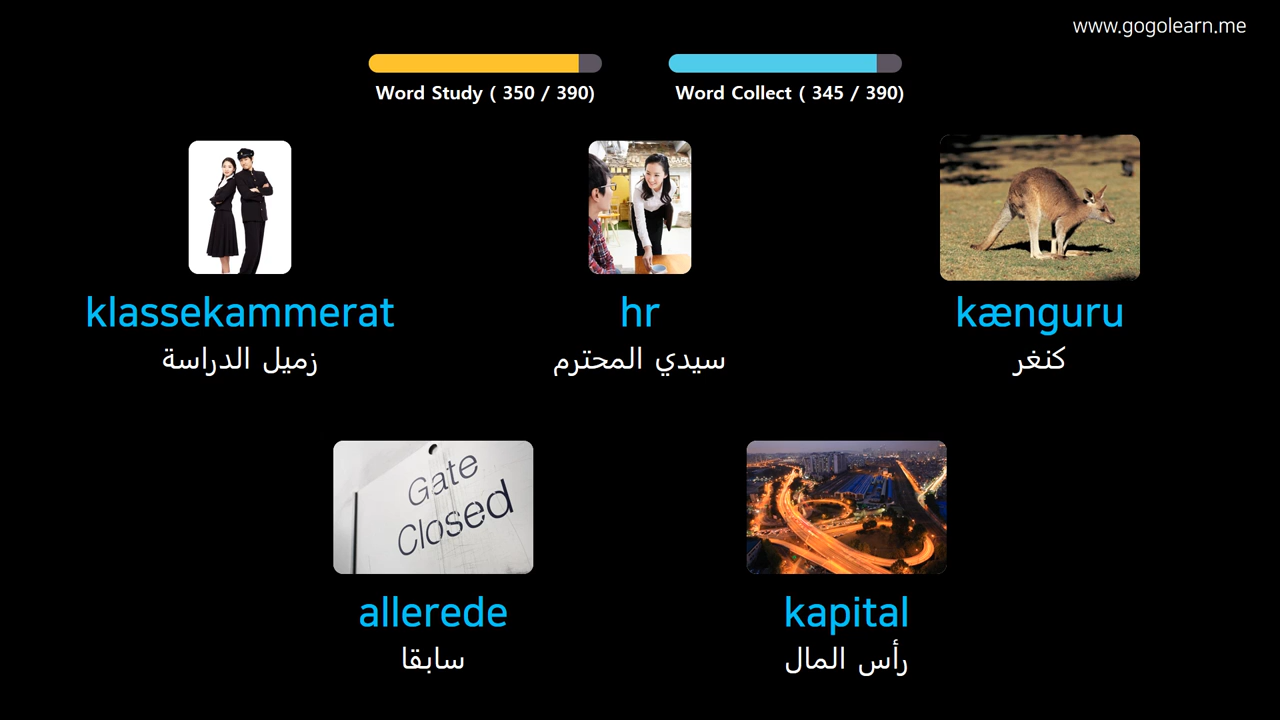 www.gogolearn.me
Word Study ( 350 / 390)
Word Collect ( 345 / 390)
klassekammerat
زميل الدراسة
hr
سيدي المحترم
kænguru
كنغر
Gate
Closed
allerede
سابقا
kapital
رأس المال